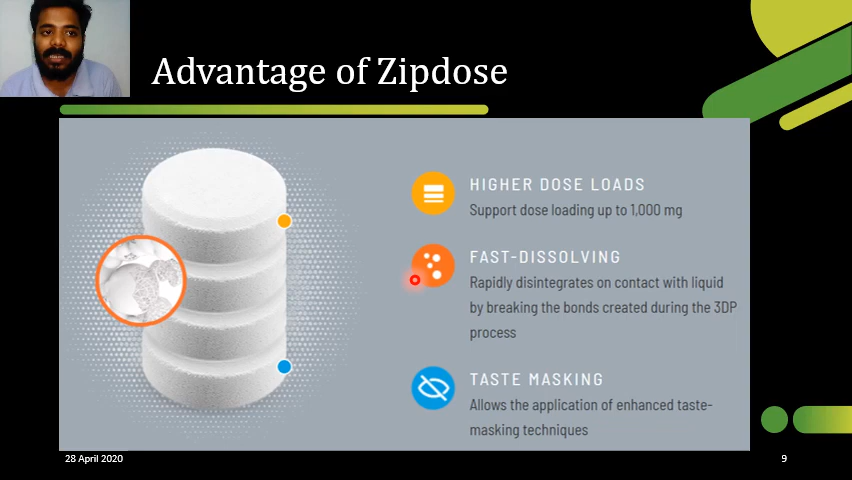 Advantage of Zipdose
HIGHER DOSE LOADS
Support dose loading up to 1,000 mg
FAST-DISSOLVING
Rapidly disintegrates on contact with liquid
by breaking the bonds created during the 3DP
process
TASTE MASKING
Allows the application of enhanced taste-
masking techniques
28 April 2020
9